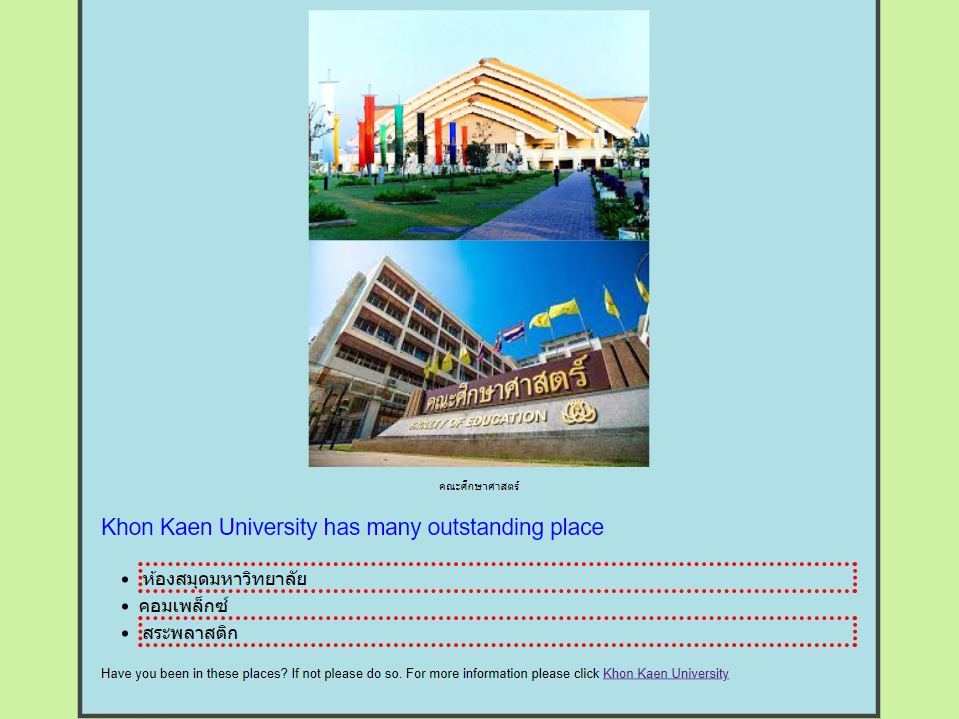 คณะศึกษาศาสตร์
FACULTY OF EDUCATION
คณะศึกษาศาสตร์
Khon Kaen University has many outstanding place
ห้องสมุดมหาวิทยาลัย
คอมเพล็กซ์
สระพลาสติก
Have you been in these places? If not please do so. For more information please click Khon Kaen University